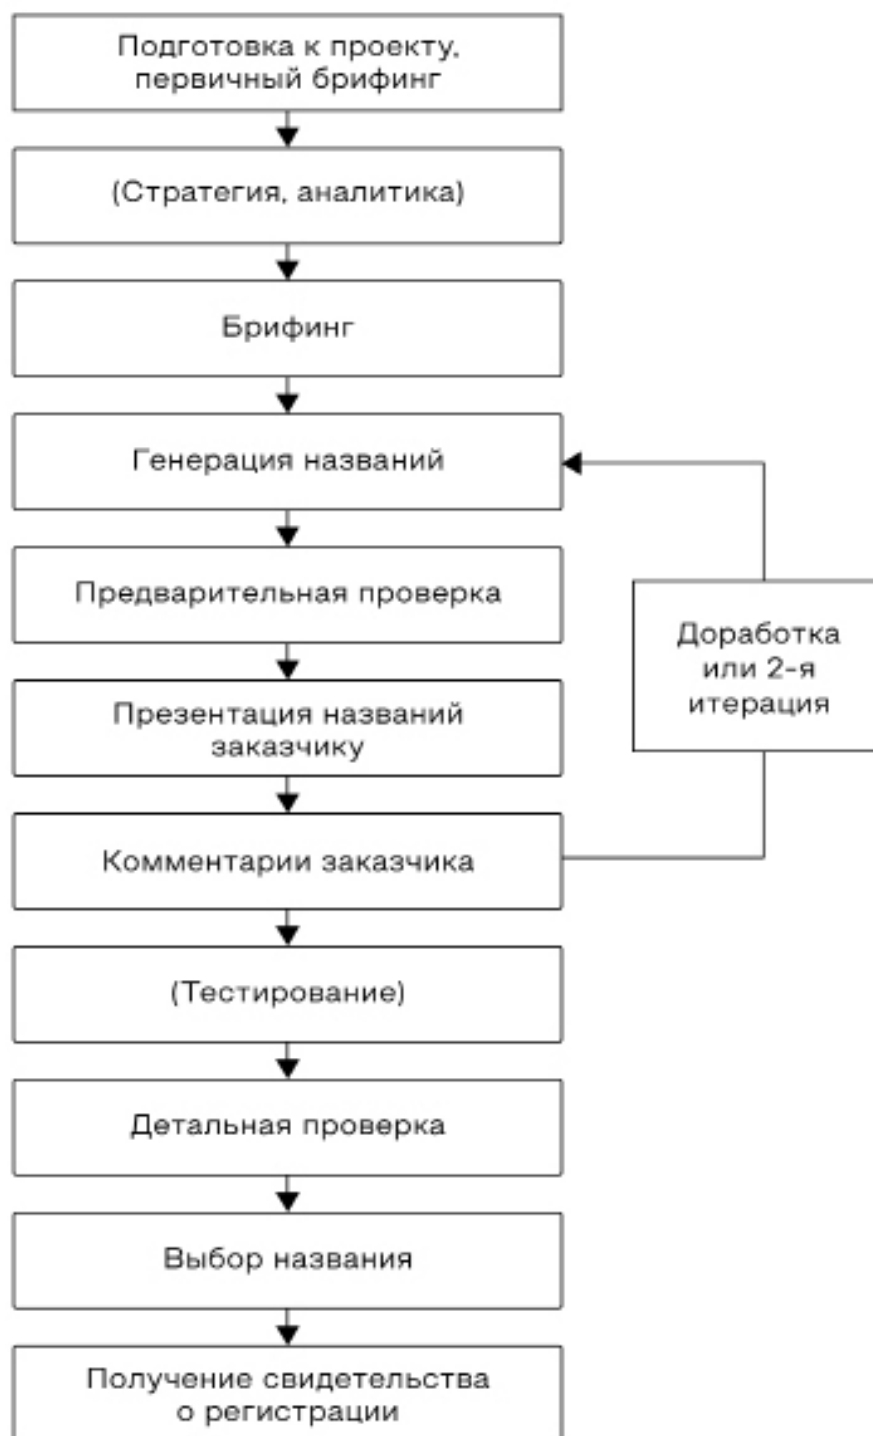 Подготовка к проекту,
первичный брифинг
(Стратегия, аналитика)
Брифинг
Генерация названий
Предварительная проверка
Презентация названий
заказчику
Комментарии заказчика
Доработка
или 2-я
итерация
(Тестирование)
Детальная проверка
Выбор названия
Получение свидетельства
о регистрации